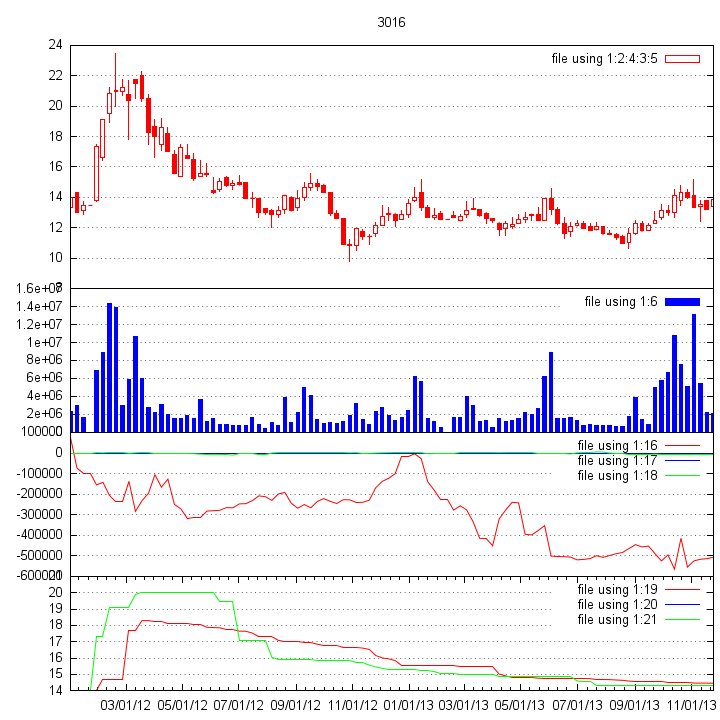 3016
24
file using 1:2:4:3:5
22
20
18
16
14
12
10
8
1.6e+07
file using 1:6
1.4e+07
1.2e+07
1e+07
8e+06
6e+06
4e+06
2e+06
100000
file using 1:16
0
file using 1:17
-100000
file using 1:18
-200000
-300000
-400000
-500000
-600000
20
file using 1:19
19
file using 1:20
18
file using 1:21
17
16
15
14
03/01/12 05/01/12 07/01/12 09/01/12 11/01/12 01/01/13 03/01/13 05/01/13 07/01/13 09/01/13 11/01/13